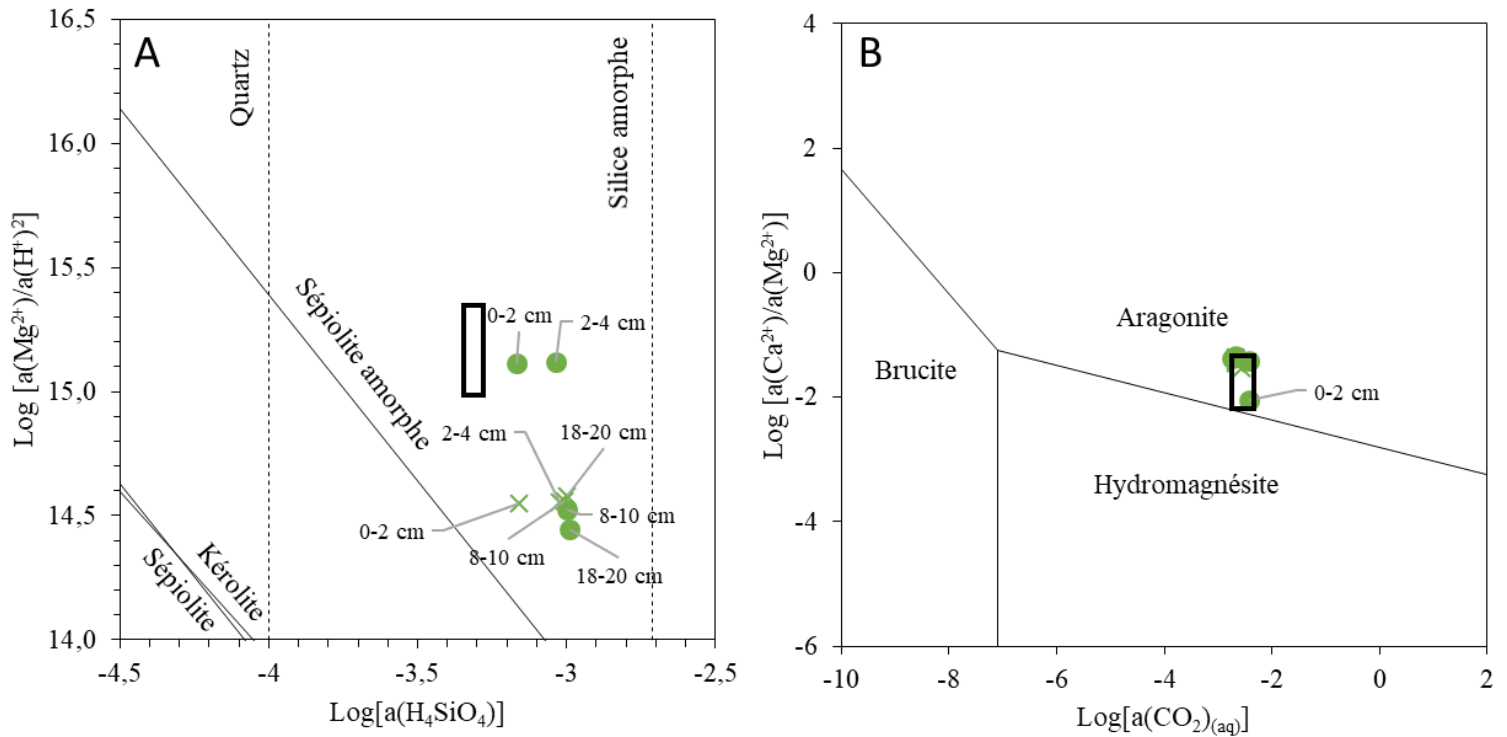 A
16,5
16,0
15,5
15,0
14,5
14,0
Log [a(Mg²⁺)/a(H⁺)²]
Quartz
Silice amorphe
Sépiolite amorphe
Kérolite
Sépiolite
0-2 cm
2-4 cm
2-4 cm
18-20 cm
0-2 cm
8-10 cm
8-10 cm
18-20 cm
-4,5
-4
-3,5
-3
-2,5
Log[a(H₄SiO₄)]
B
4
2
0
-2
-4
-6
Log [a(Ca²⁺)/a(Mg²⁺)]
Aragonite
Brucite
0-2 cm
Hydromagnésite
-10
-8
-6
-4
-2
0
2
Log[a(CO₂)₍aq₎]